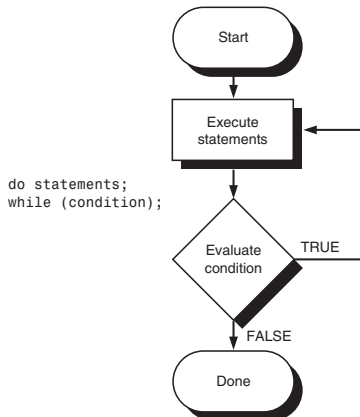 Start
Execute
statements
do statements;
while (condition);
Evaluate
condition
TRUE
FALSE
Done